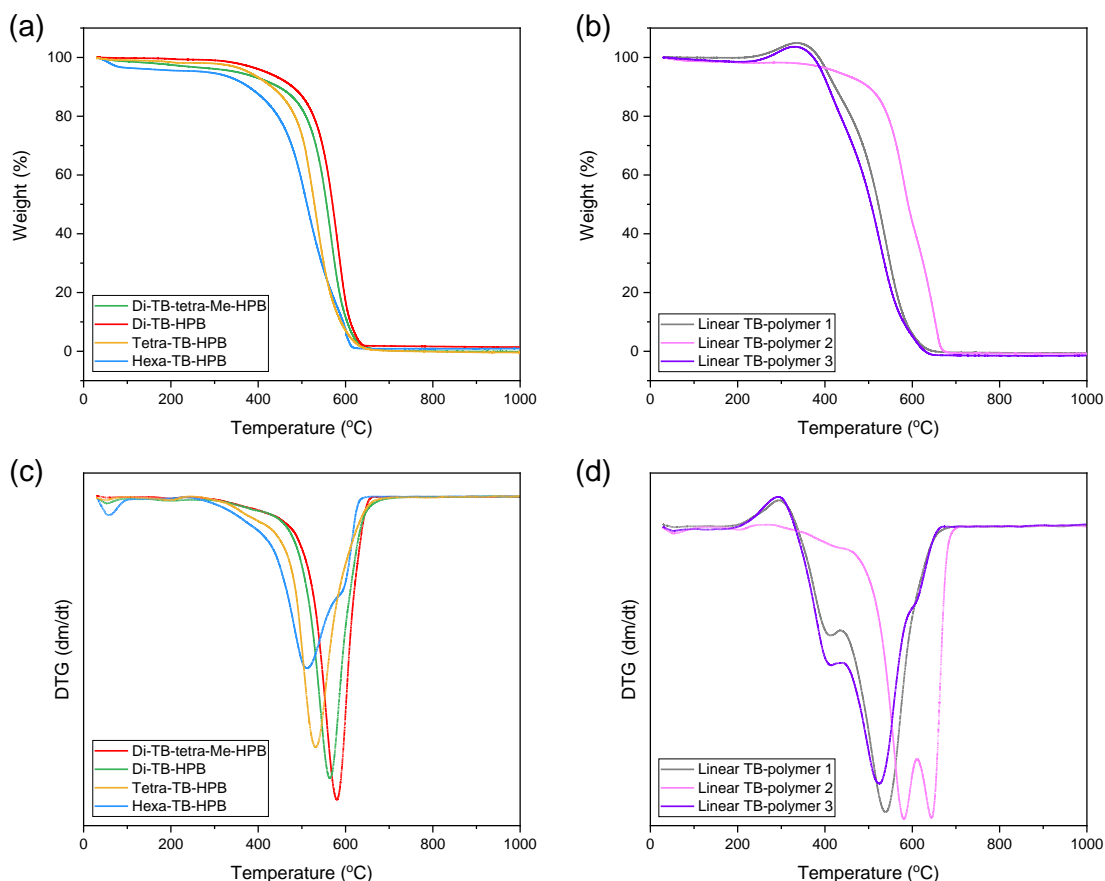 (a)
100
80
60
40
20
0
Weight (%)
Di-TB-tetra-Me-HPB
Di-TB-HPB
Tetra-TB-HPB
Hexa-TB-HPB
0 200 400 600 800 1000
Temperature (ºC)
(b)
100
80
60
40
20
0
Weight (%)
Linear TB-polymer 1
Linear TB-polymer 2
Linear TB-polymer 3
0 200 400 600 800 1000
Temperature (ºC)
(c)
DTG (dm/dt)
Di-TB-tetra-Me-HPB
Di-TB-HPB
Tetra-TB-HPB
Hexa-TB-HPB
0 200 400 600 800 1000
Temperature (ºC)
(d)
DTG (dm/dt)
Linear TB-polymer 1
Linear TB-polymer 2
Linear TB-polymer 3
0 200 400 600 800 1000
Temperature (ºC)